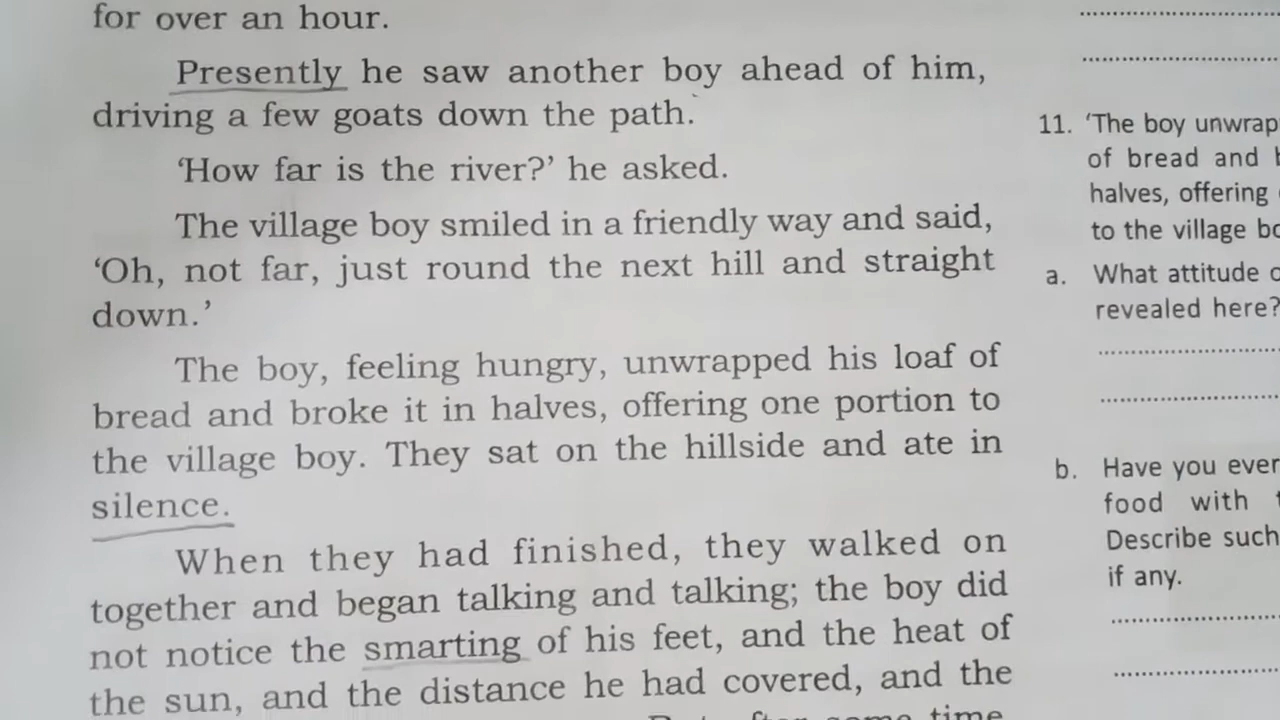 for over an hour.
Presently he saw another boy ahead of him,
driving a few goats down the path.
‘How far is the river?’ he asked.
The village boy smiled in a friendly way and said,
‘Oh, not far, just round the next hill and straight
down.’
The boy, feeling hungry, unwrapped his loaf of
bread and broke it in halves, offering one portion to
the village boy. They sat on the hillside and ate in
silence.
When they had finished, they walked on
together and began talking and talking; the boy did
not notice the smarting of his feet, and the heat of
the sun, and the distance he had covered, and the
time
11. ‘The boy unwrap
of bread and
halves, offering
to the village
a. What attitude
revealed here?
b. Have you ever
food with
Describe such
if any.